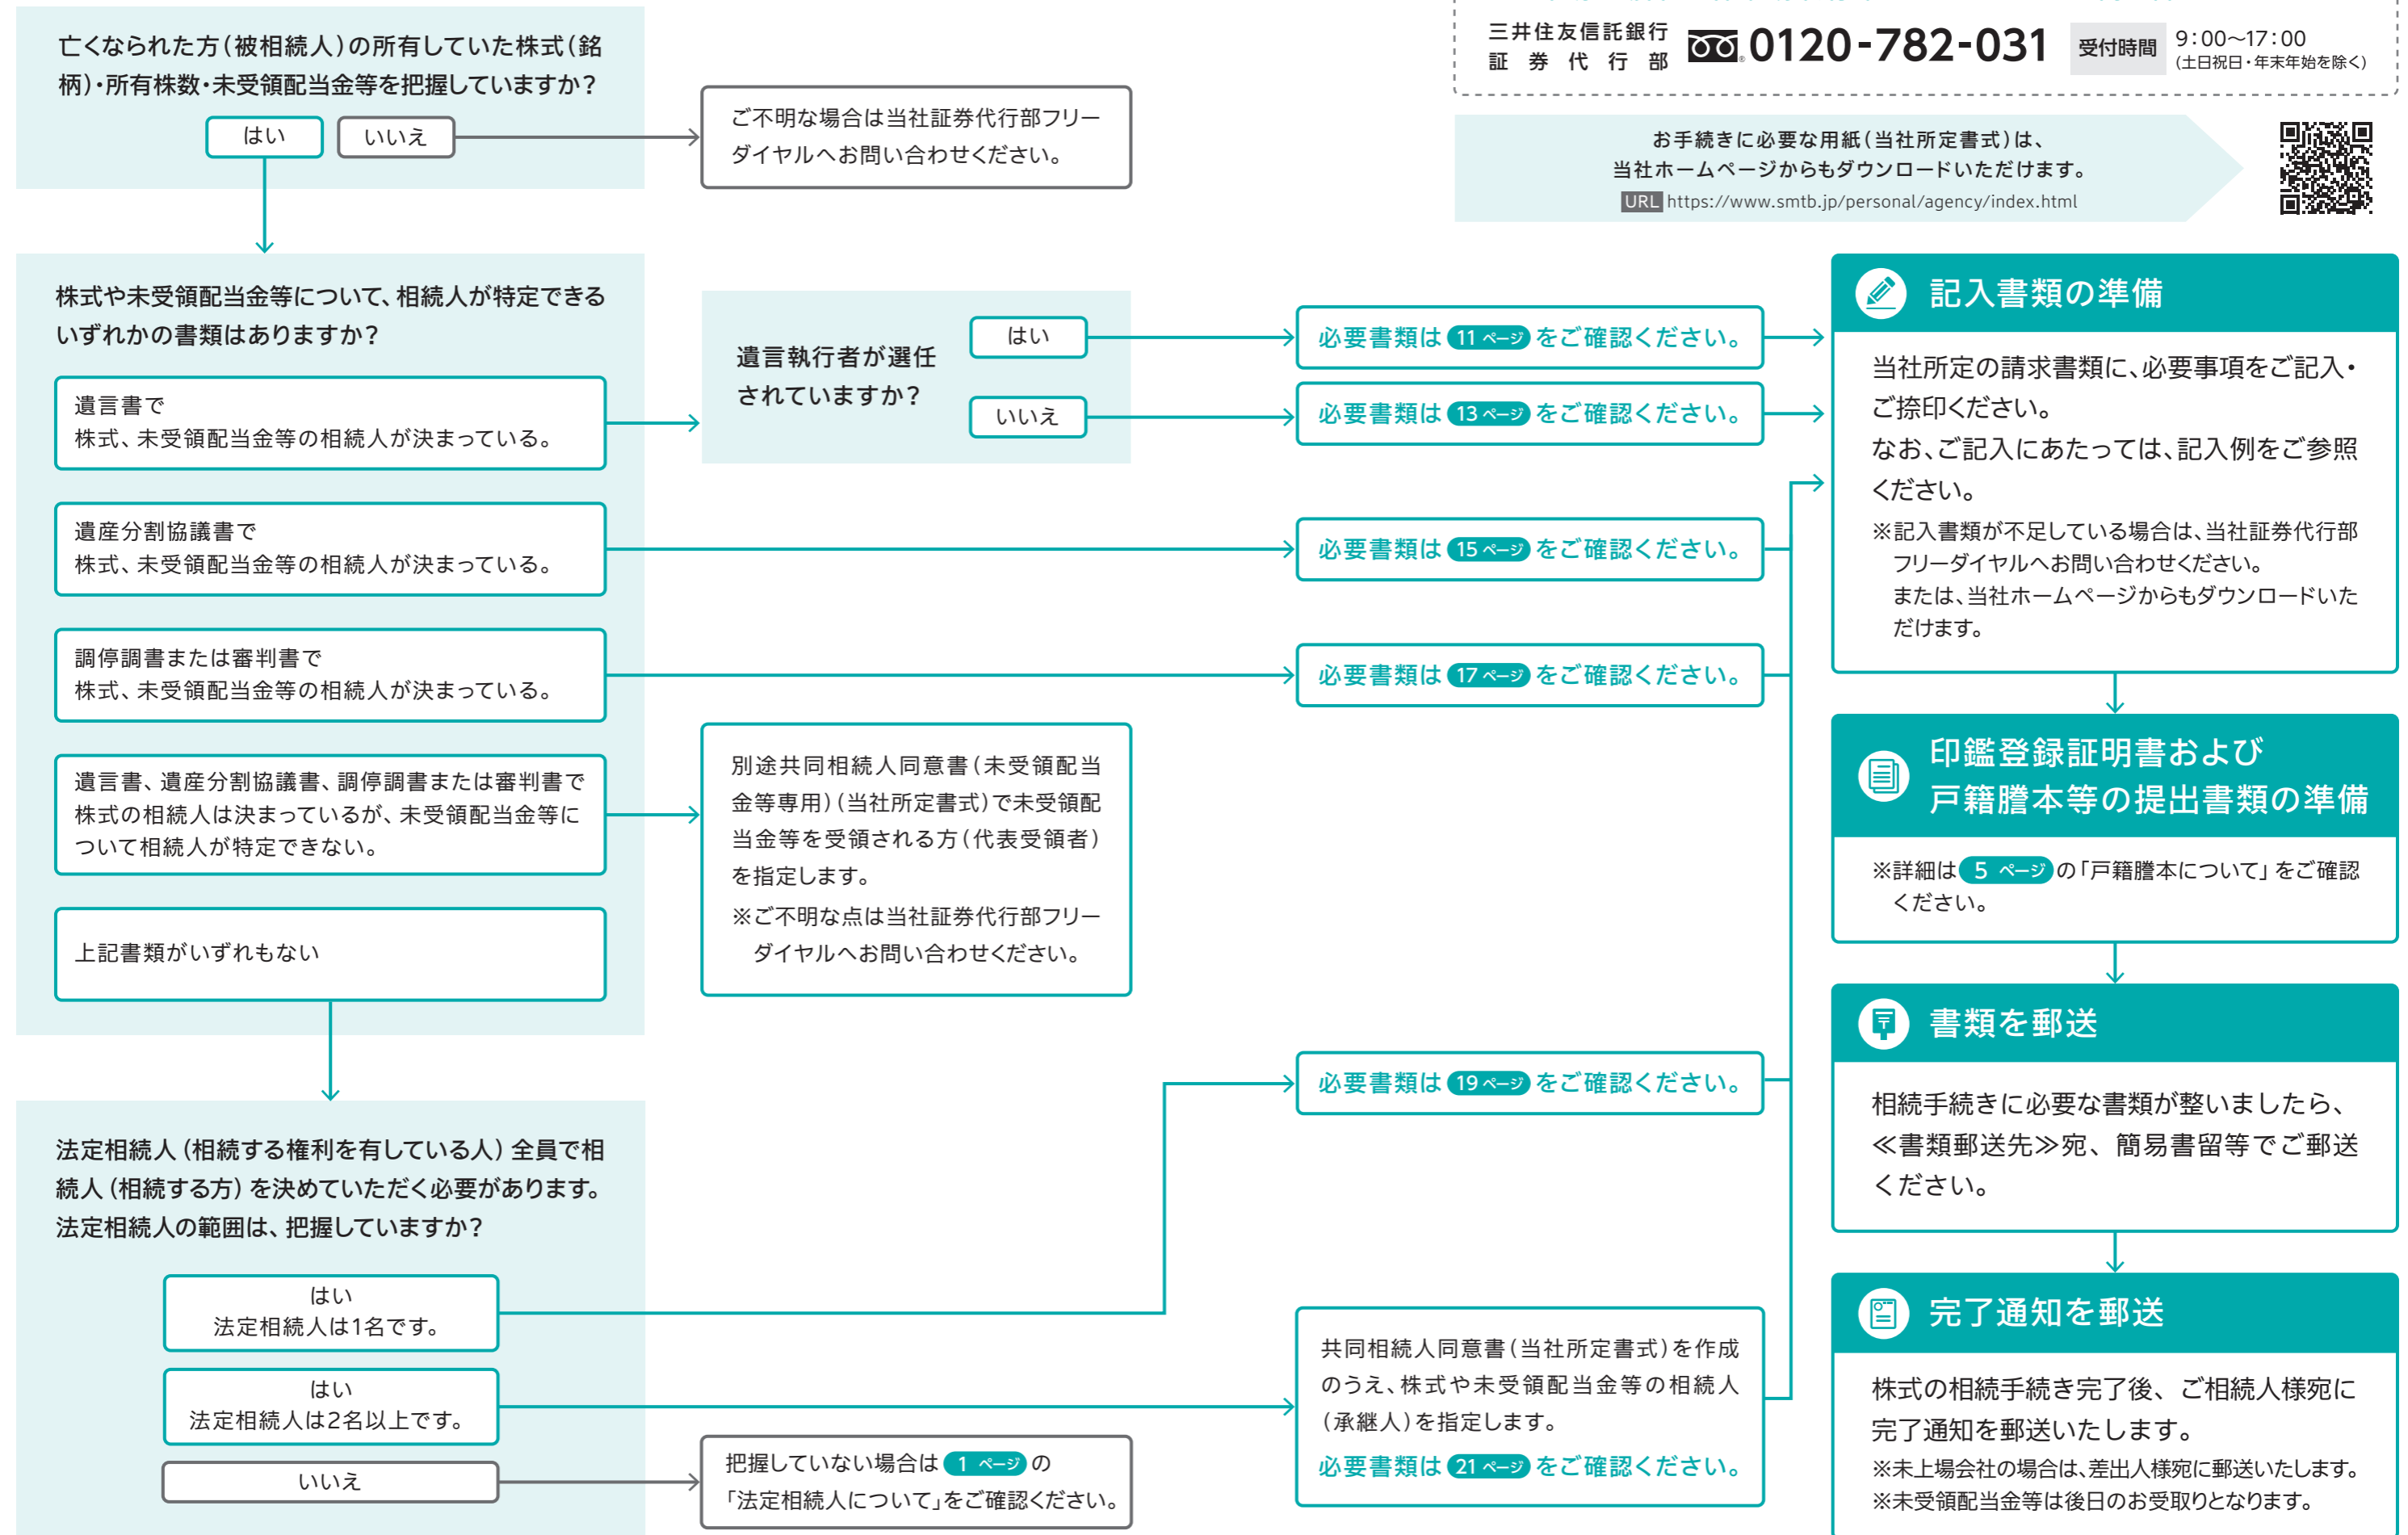 亡くなられた方(被相続人)の所有していた株式(銘
柄)・所有株数・未受領配当金等を把握していますか?
はい
いいえ
ご不明な場合は当社証券代行部フリー
ダイヤルへお問い合わせください。
三井住友信託銀行
証券代行部
0120-782-031
受付時間
9:00〜17:00
(土日祝日・年末年始を除く)
お手続きに必要な用紙(当社所定書式)は、
当社ホームページからもダウンロードいただけます。
URL https://www.smtb.jp/personal/agency/index.html
株式や未受領配当金等について、相続人が特定できる
いずれかの書類はありますか?
遺言書で
株式、未受領配当金等の相続人が決まっている。
遺産分割協議書で
株式、未受領配当金等の相続人が決まっている。
調停調書または審判書で
株式、未受領配当金等の相続人が決まっている。
遺言書、遺産分割協議書、調停調書または審判書で
株式の相続人は決まっているが、未受領配当金等に
ついて相続人が特定できない。
上記書類がいずれもない
遺言執行者が選任
されていますか?
はい
いいえ
別途共同相続人同意書(未受領配当
金等専用)(当社所定書式)で未受領配
当金等を受領される方(代表受領者)
を指定します。
※ご不明な点は当社証券代行部フリー
ダイヤルへお問い合わせください。
必要書類は 11 ページ をご確認ください。
必要書類は 13 ページ をご確認ください。
必要書類は 15 ページ をご確認ください。
必要書類は 17 ページ をご確認ください。
必要書類は 19 ページ をご確認ください。
法定相続人(相続する権利を有している人)全員で相
続人(相続する方)を決めていただく必要があります。
法定相続人の範囲は、把握していますか?
はい
法定相続人は1名です。
はい
法定相続人は2名以上です。
いいえ
把握していない場合は 1 ページ の
「法定相続人について」をご確認ください。
共同相続人同意書(当社所定書式)を作成
のうえ、株式や未受領配当金等の相続人
(承継人)を指定します。
必要書類は 21 ページ をご確認ください。
記入書類の準備
当社所定の請求書類に、必要事項をご記入・
ご捺印ください。
なお、ご記入にあたっては、記入例をご参照
ください。
※記入書類が不足している場合は、当社証券代行部
フリーダイヤルへお問い合わせください。
または、当社ホームページからもダウンロードいた
だけます。
印鑑登録証明書および
戸籍謄本等の提出書類の準備
※詳細は 5 ページ の「戸籍謄本について」をご確認
ください。
書類を郵送
相続手続きに必要な書類が整いましたら、
≪書類郵送先≫宛、簡易書留等でご郵送
ください。
完了通知を郵送
株式の相続手続き完了後、ご相続人様宛に
完了通知を郵送いたします。
※未上場会社の場合は、差出人様宛に郵送いたします。
※未受領配当金等は後日のお受取りとなります。